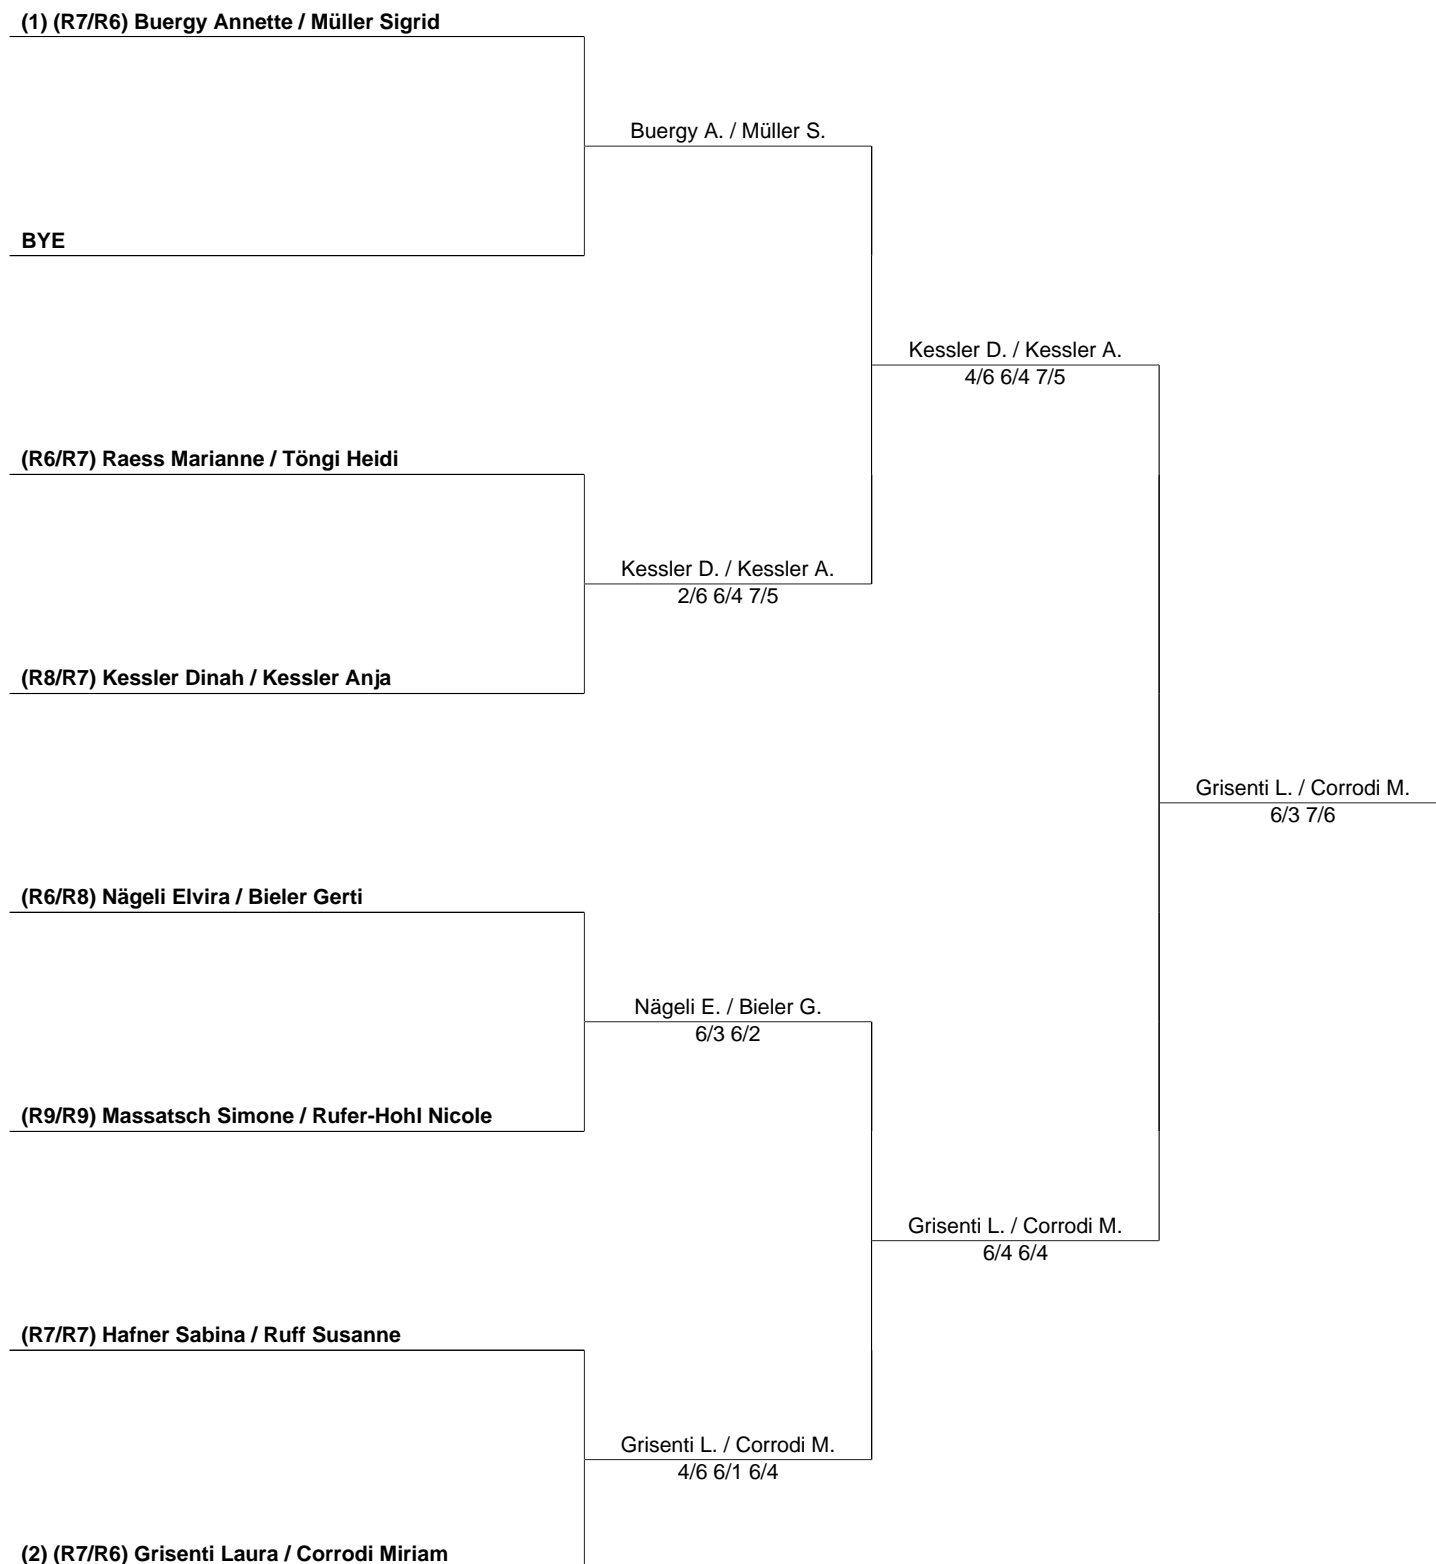 (1) (R7/R6) Buergy Annette / Müller Sigrid
Buergy A. / Müller S.
BYE
Kessler D. / Kessler A.
4/6 6/4 7/5
(R6/R7) Raess Marianne / Töngi Heidi
Kessler D. / Kessler A.
2/6 6/4 7/5
(R8/R7) Kessler Dinah / Kessler Anja
Grisenti L. / Corrodi M.
6/3 7/6
(R6/R8) Nägeli Elvira / Bieler Gerti
Nägeli E. / Bieler G.
6/3 6/2
(R9/R9) Massatsch Simone / Rufer-Hohl Nicole
Grisenti L. / Corrodi M.
6/4 6/4
(R7/R7) Hafner Sabina / Ruff Susanne
Grisenti L. / Corrodi M.
4/6 6/1 6/4
(2) (R7/R6) Grisenti Laura / Corrodi Miriam